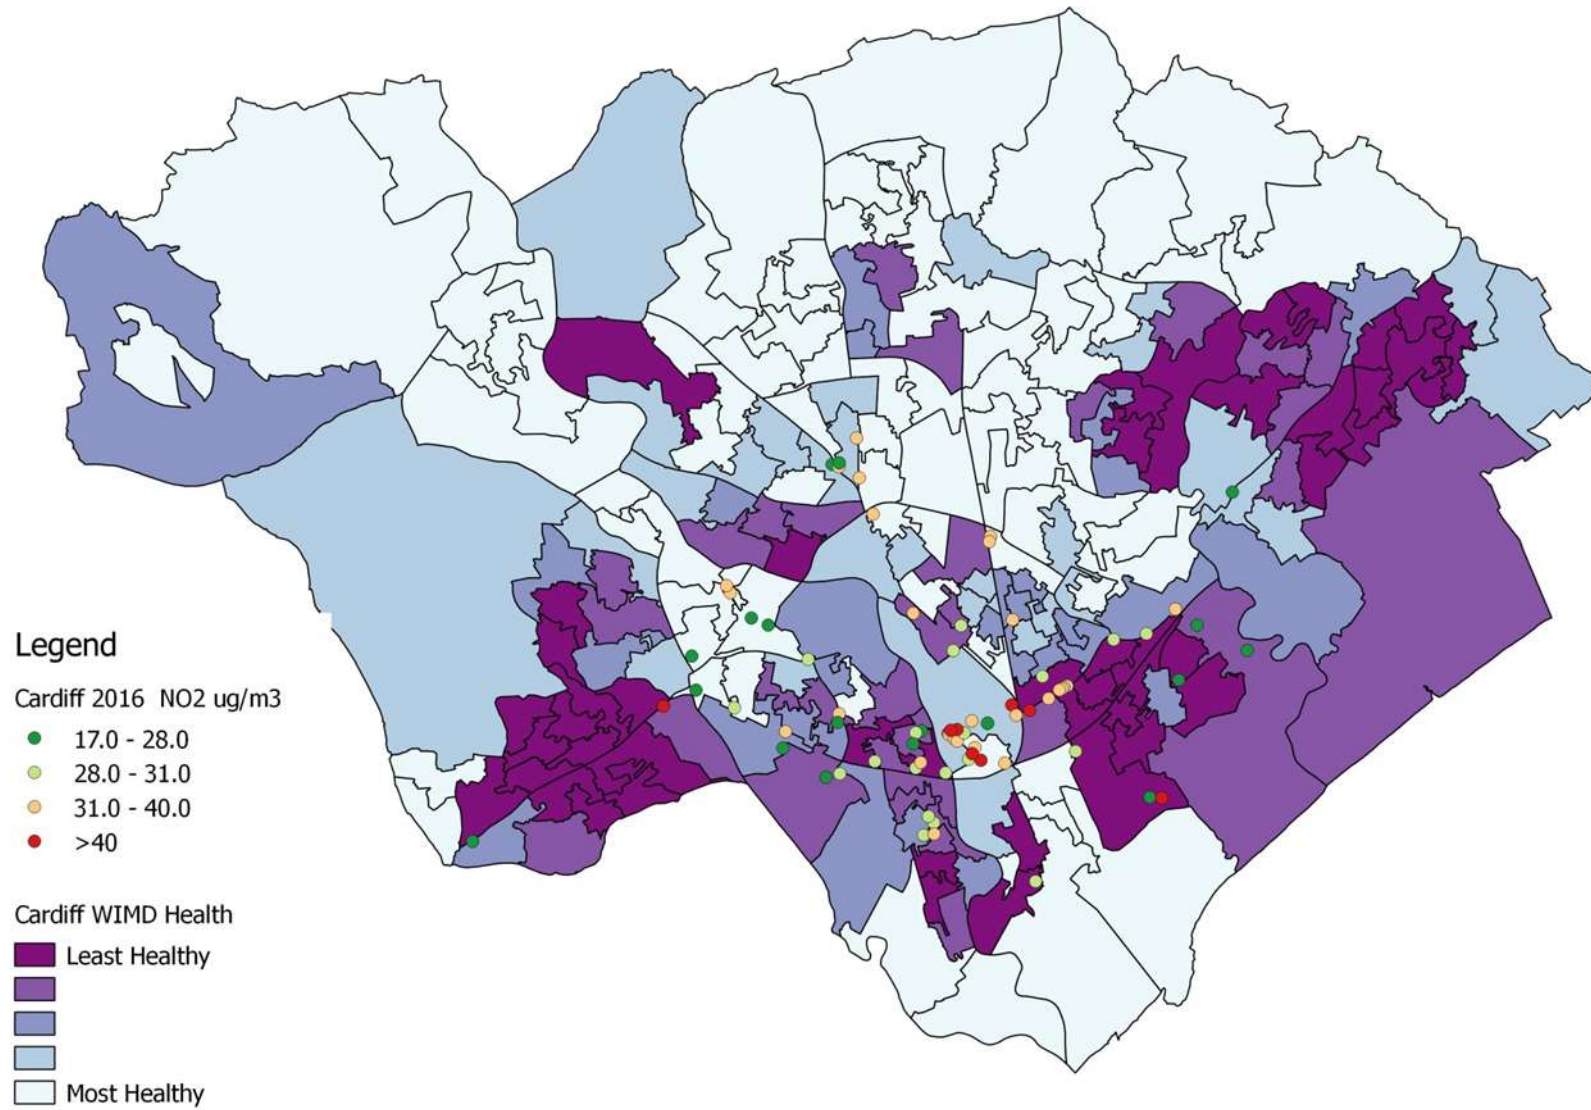 Legend
Cardiff 2016 NO2 ug/m3
17.0 - 28.0
28.0 - 31.0
31.0 - 40.0
>40
Cardiff WIMD Health
Least Healthy
Most Healthy